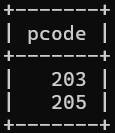 +-------+
| pcode |
+-------+
|   203 |
|   205 |
+-------+